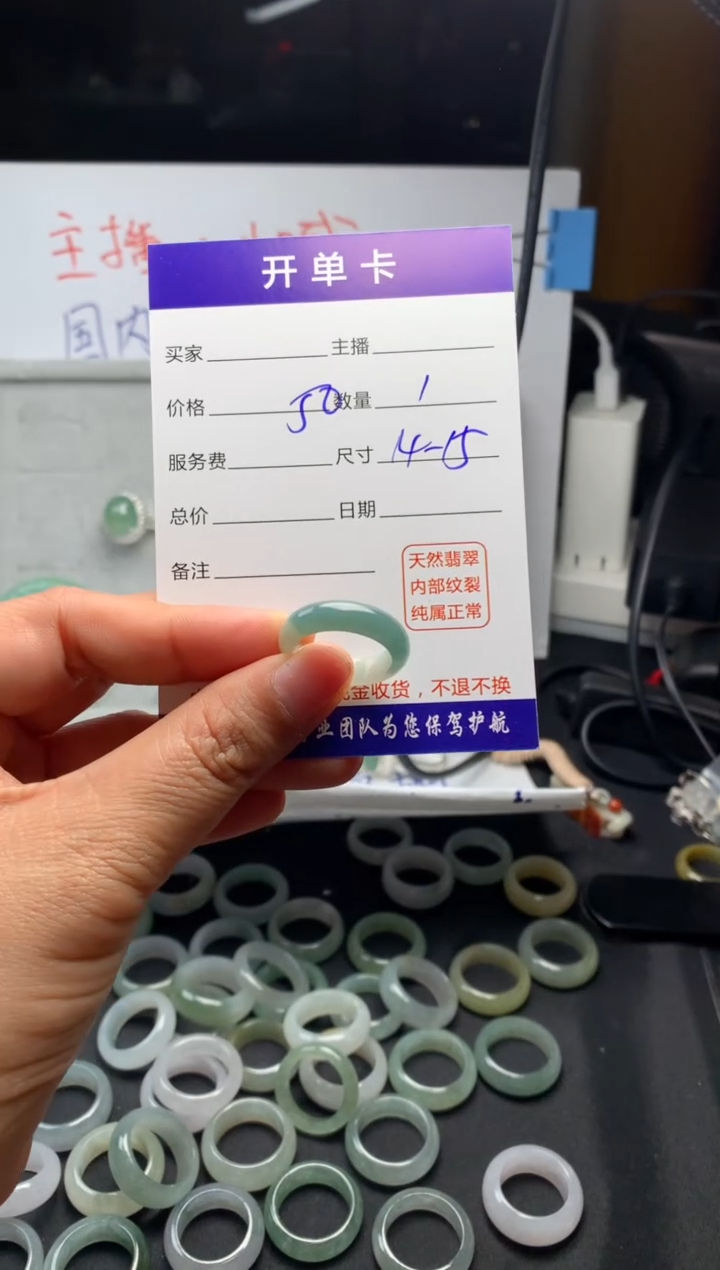 主播
国内
开单卡
买家 主播
价格 50 数量 1
服务费 尺寸 14-15
总价 日期
备注
天然翡翠
内部纹裂
纯属正常
金收货，不退不换
业团队为您保驾护航